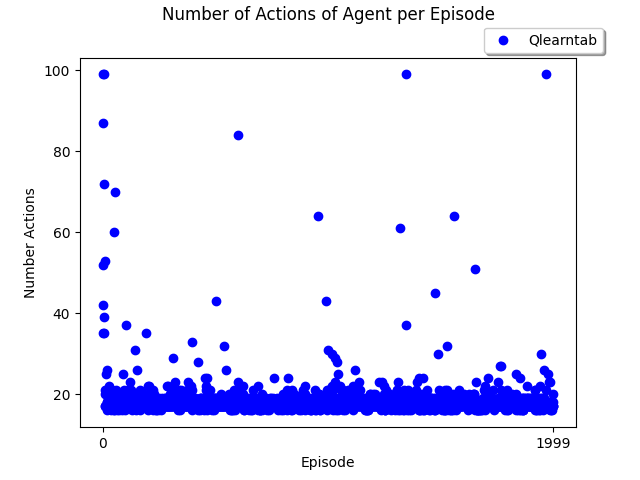 Number of Actions of Agent per Episode
Qlearntab
100
80
60
40
20
Number Actions
0
1999
Episode